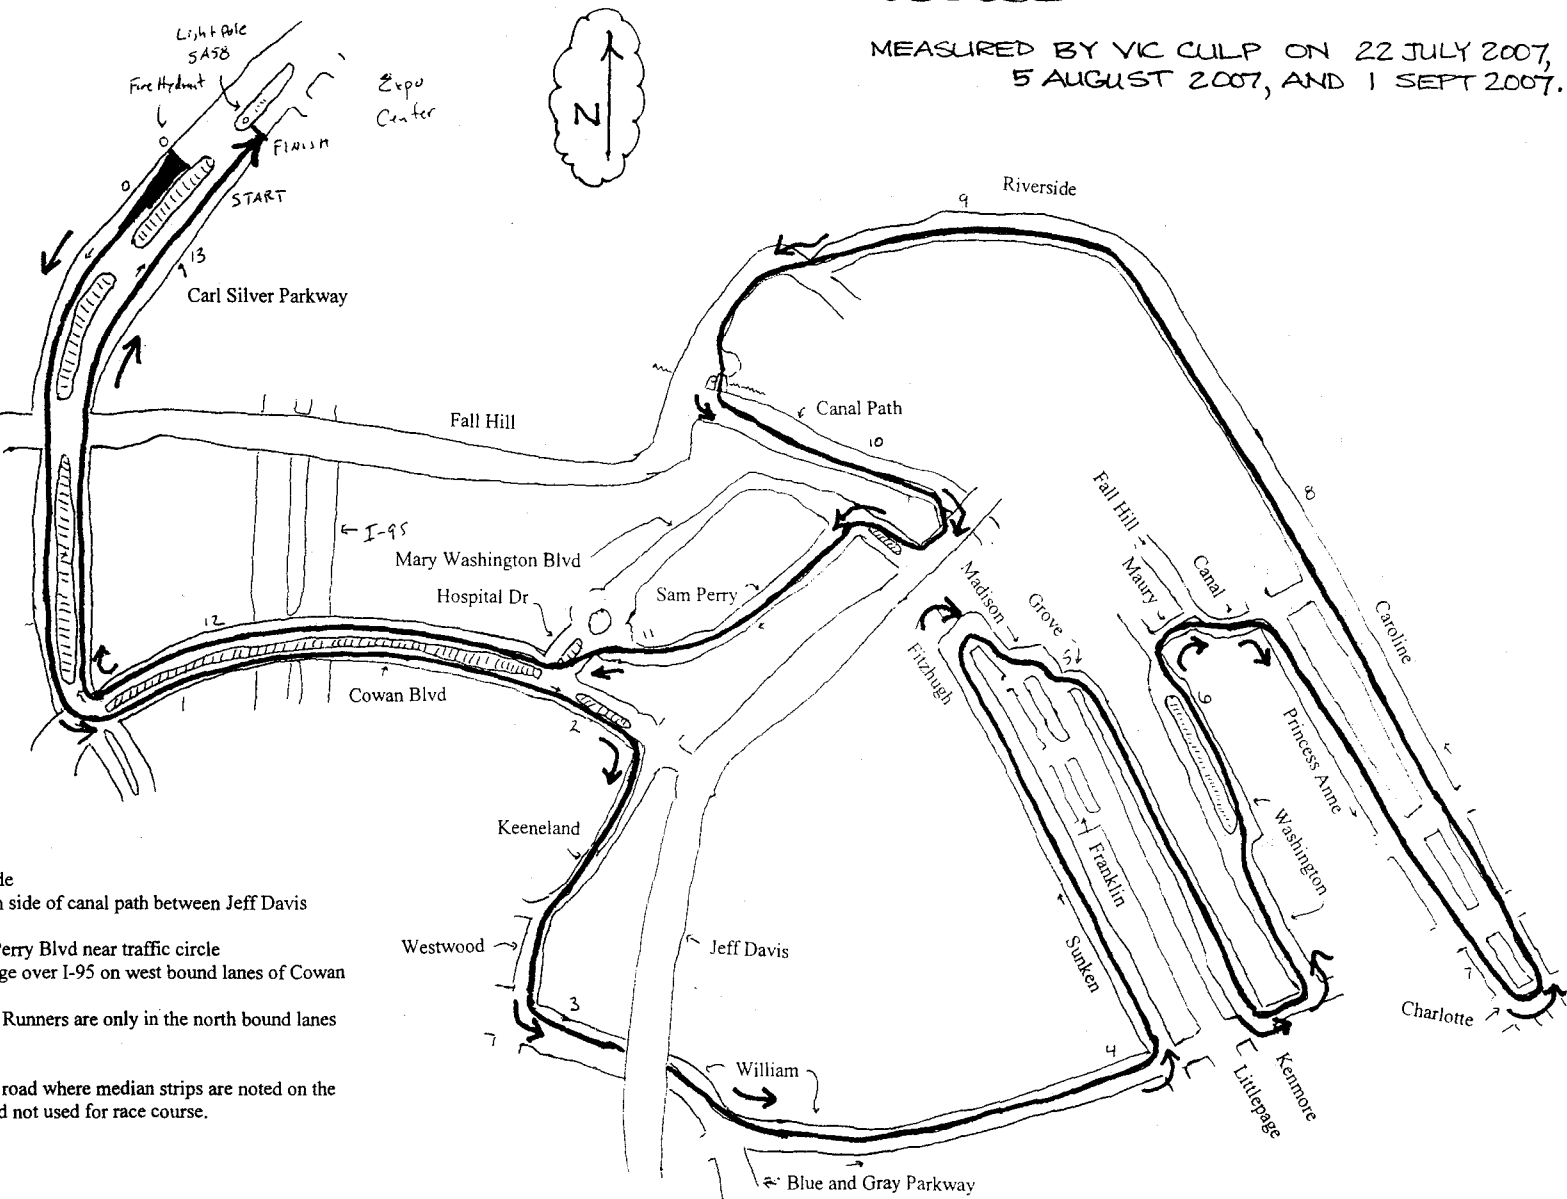 MEASURED BY VIC CULP ON 22 JULY 2007,
5 AUGUST 2007, AND 1 SEPT 2007.
Light Pole
SA58
Fire Hydrant
Expo
Center
N
FINISH
START
13
Carl Silver Parkway
Riverside
9
Fall Hill
Canal Path
10
I-95
8
Fall Hill
Mary Washington Blvd
Hospital Dr
Sam Perry
11
12
Madison
Grove
5
Maury
Canal
Caroline
Fitzhugh
Cowan Blvd
1
2
6
Princess Anne
Keeneland
Franklin
Washington
Westwood
Jeff Davis
Sunken
3
4
7
William
Charlotte
Kenmore
Littlepage
Blue and Gray Parkway
de
side of canal path between Jeff Davis
Perry Blvd near traffic circle
ge over I-95 on west bound lanes of Cowan
Runners are only in the north bound lanes
road where median strips are noted on the
d not used for race course.